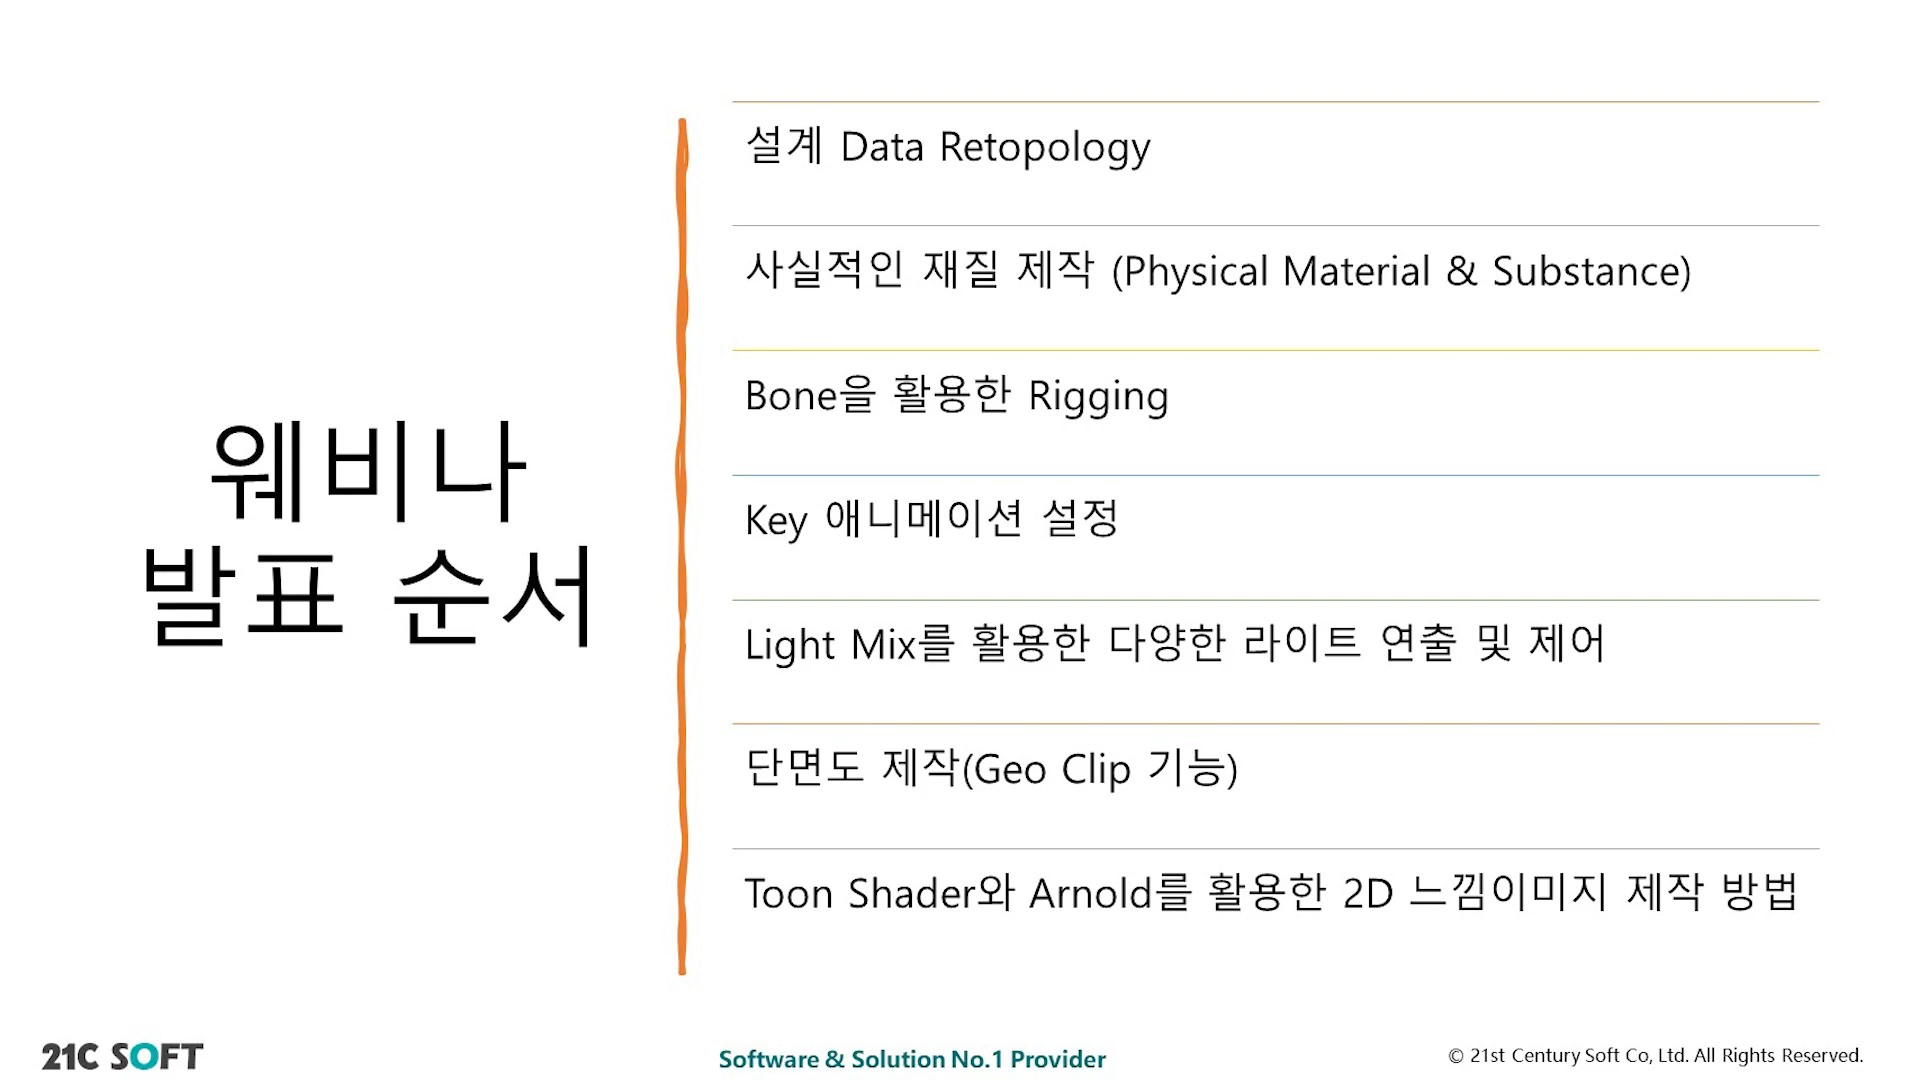 웨비나
발표 순서
설계 Data Retopology
사실적인 재질 제작 (Physical Material & Substance)
Bone을 활용한 Rigging
Key 애니메이션 설정
Light Mix를 활용한 다양한 라이트 연출 및 제어
단면도 제작(Geo Clip 기능)
Toon Shader와 Arnold를 활용한 2D 느낌이미지 제작 방법
21C SOFT
Software & Solution No.1 Provider
© 21st Century Soft Co, Ltd. All Rights Reserved.